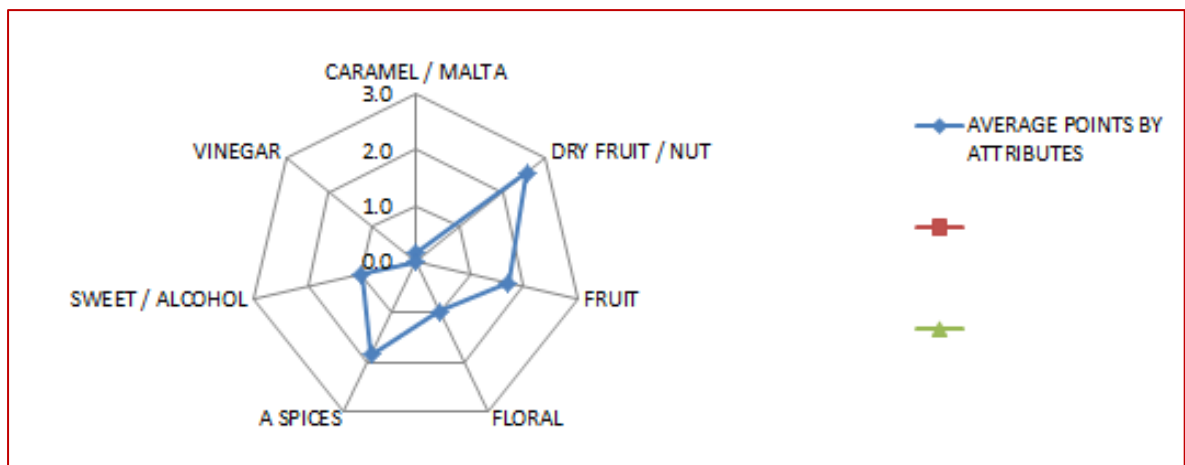 CARAMEL / MALTA
3.0
VINEGAR
2.0
DRY FRUIT / NUT
1.0
0.0
SWEET / ALCOHOL
FRUIT
A SPICES
FLORAL
AVERAGE POINTS BY
ATTRIBUTES